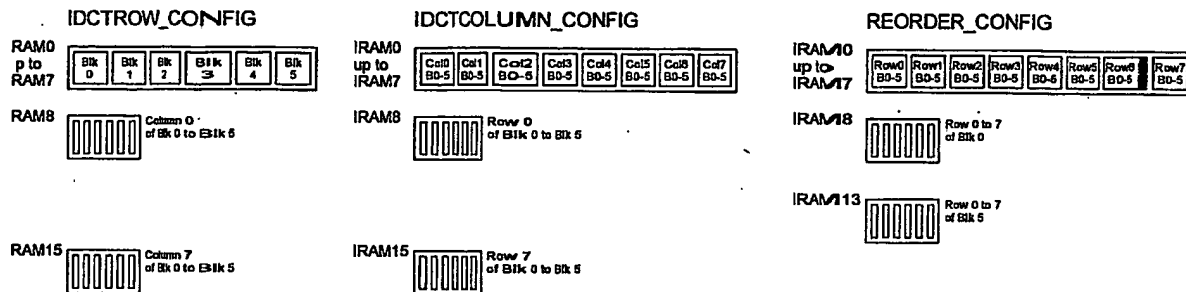 IDCTROW_CONFIG
RAM0
p to
RAM7
Blk 0
Blk 1
Blk 2
Blk 3
Blk 4
Blk 5
RAM8
Column 0
of Blk 0 to Blk 5
RAM15
Column 7
of Blk 0 to Blk 5
IDCTCOLUMN_CONFIG
IRAM0
up to
IRAM7
Col0 B0-5
Col1 B0-5
Col2 B0-5
Col3 B0-5
Col4 B0-5
Col5 B0-5
Col6 B0-5
Col7 B0-5
IRAM8
Row 0
of Blk 0 to Blk 5
IRAM15
Row 7
of Blk 0 to Blk 5
REORDER_CONFIG
IRAM0
up to
IRAM7
Row0 B0-5
Row1 B0-5
Row2 B0-5
Row3 B0-5
Row4 B0-5
Row5 B0-5
Row6 B0-5
Row7 B0-5
IRAM8
Row 0 to 7
of Blk 0
IRAM13
Row 0 to 7
of Blk 5